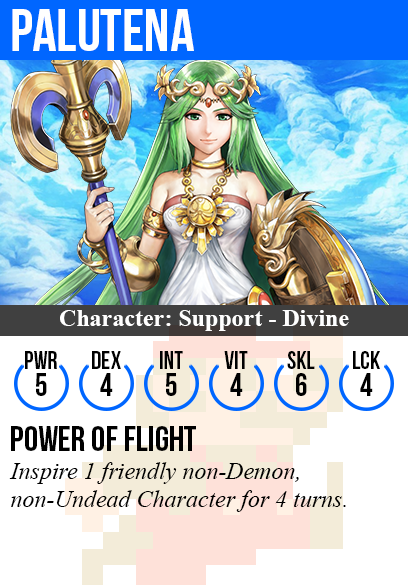 PALUTENA
Character: Support - Divine
PWR DEX INT VIT SKL LCK
5 4 5 4 6 4
POWER OF FLIGHT
Inspire 1 friendly non-Demon,
non-Undead Character for 4 turns.